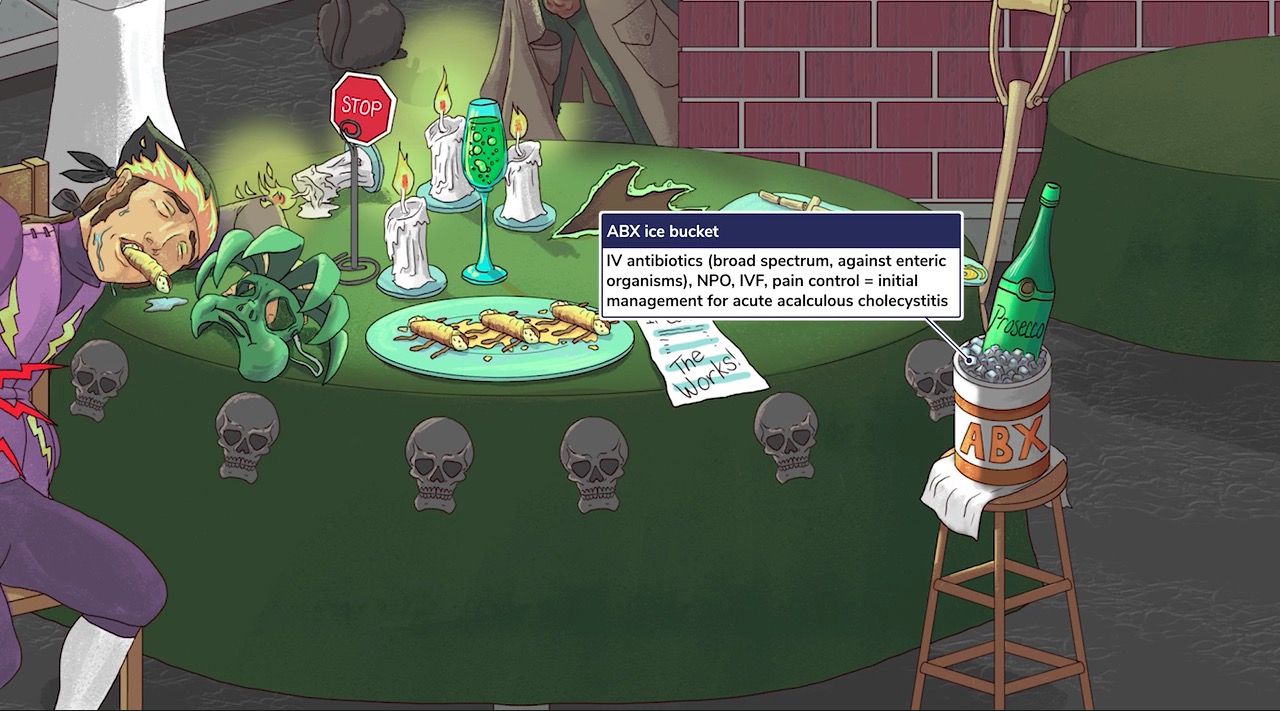 STOP
ABX ice bucket
IV antibiotics (broad spectrum, against enteric
organisms), NPO, IVF, pain control = initial
management for acute acalculous cholecystitis
Prosecco
The
Works!
ABX